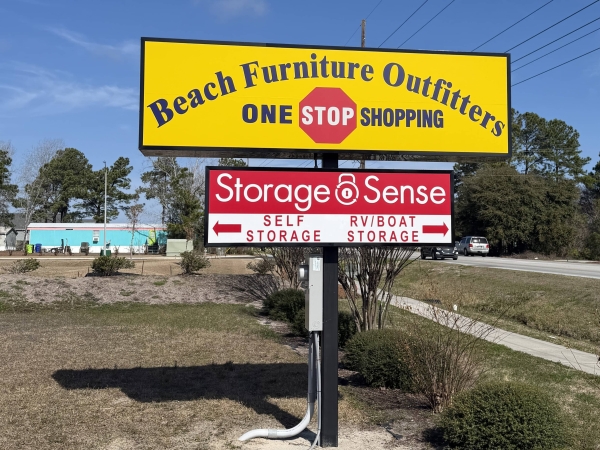 Beach Furniture Outfitters
ONE STOP SHOPPING
Storage Sense
SELF STORAGE
RV/BOAT STORAGE